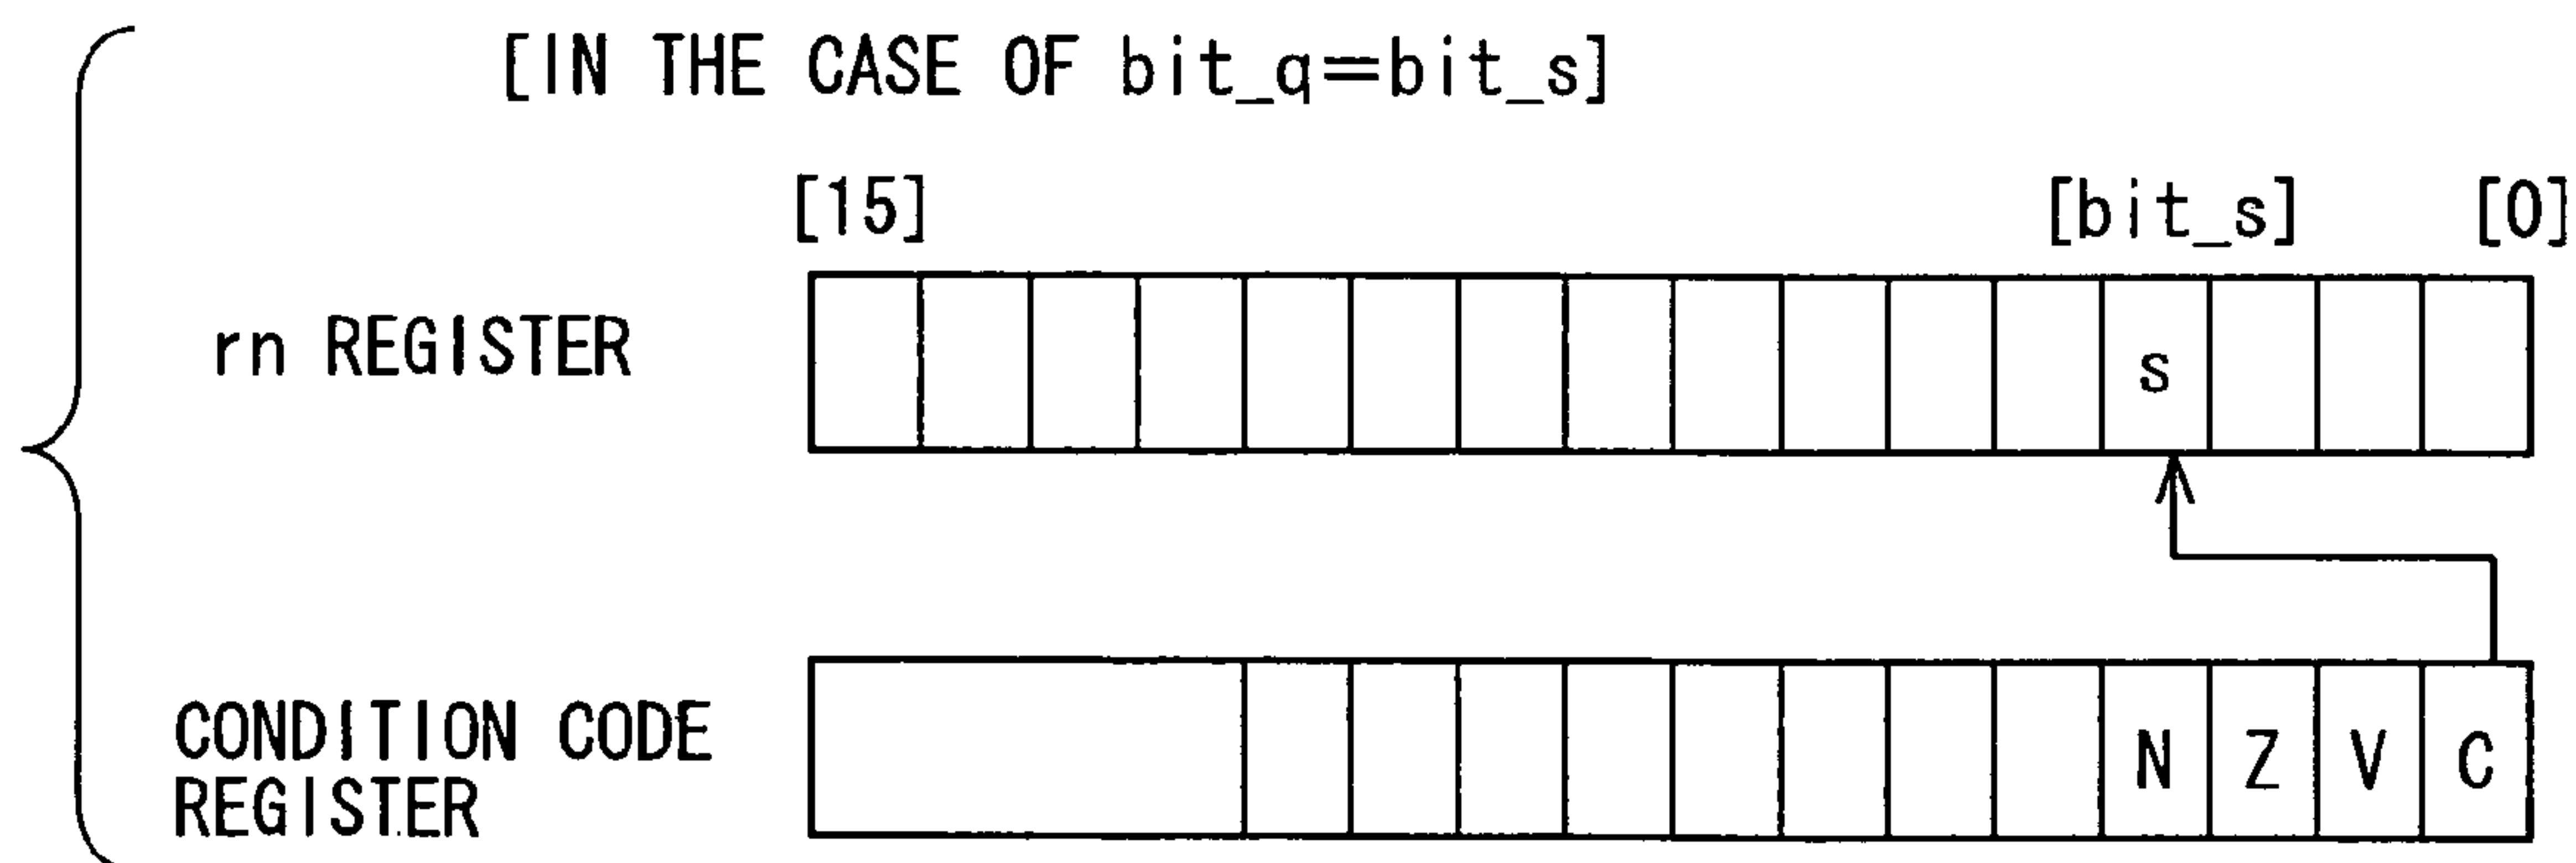 [IN THE CASE OF bit_q=bit_s]
[15] [bit_s] [0]
rn REGISTER
s
CONDITION CODE
REGISTER
N Z V C